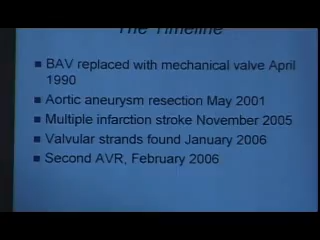 The Timeline
BAV replaced with mechanical valve April
1990
Aortic aneurysm resection May 2001
Multiple infarction stroke November 2005
Valvular strands found January 2006
Second AVR, February 2006